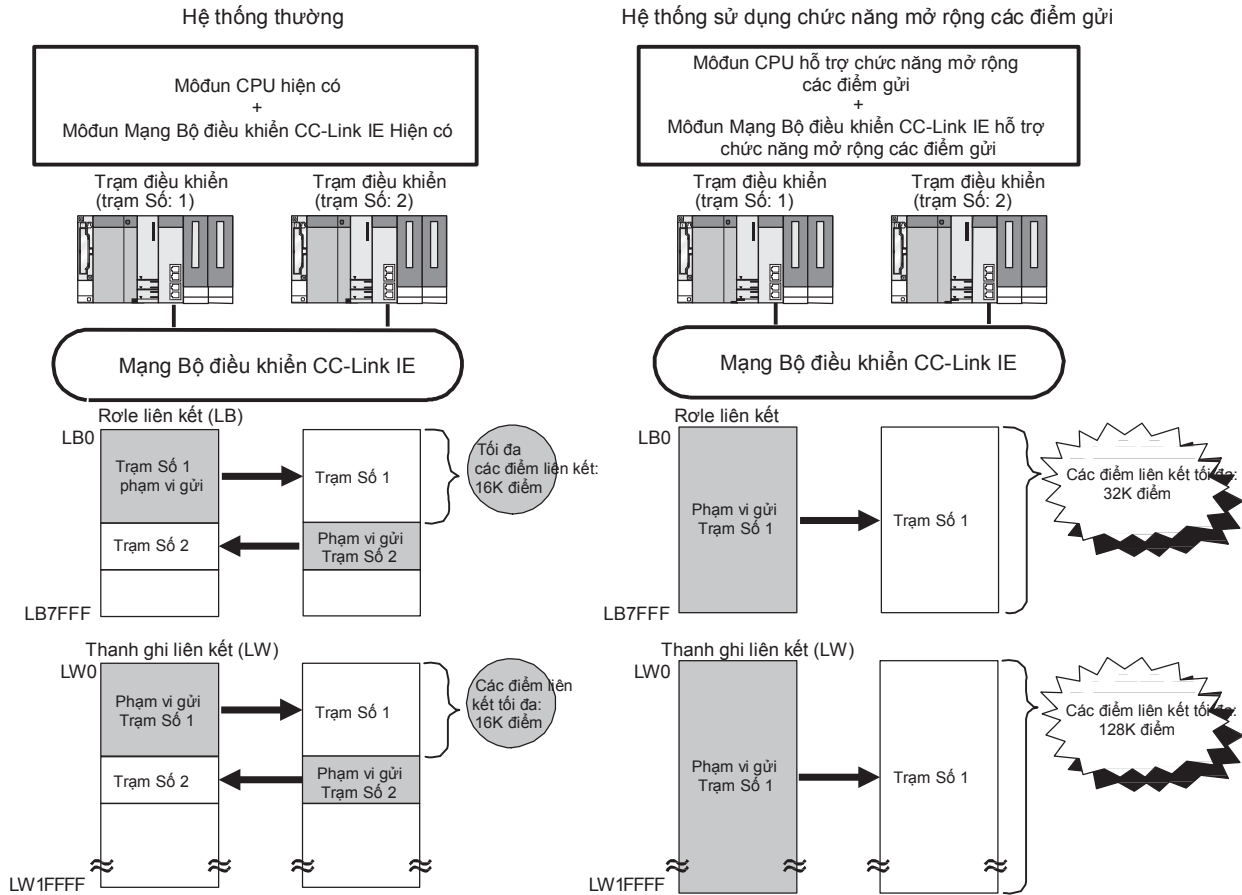 Hệ thống thường
Môđun CPU hiện có
+
Môđun Mạng Bộ điều khiển CC-Link IE Hiện có
Trạm điều khiển
(trạm Số: 1)
Trạm điều khiển
(trạm Số: 2)
Mạng Bộ điều khiển CC-Link IE
Rơle liên kết (LB)
LB0
Trạm Số 1
phạm vi gửi
Trạm Số 1
Tối đa
các điểm liên kết:
16K điểm
Trạm Số 2
Phạm vi gửi
Trạm Số 2
LB7FFF
Thanh ghi liên kết (LW)
LW0
Phạm vi gửi
Trạm Số 1
Trạm Số 1
Các điểm liên
kết tối đa:
16K điểm
Trạm Số 2
Phạm vi gửi
Trạm Số 2
LW1FFFF
Hệ thống sử dụng chức năng mở rộng các điểm gửi
Môđun CPU hỗ trợ chức năng mở rộng
các điểm gửi
+
Môđun Mạng Bộ điều khiển CC-Link IE hỗ trợ
chức năng mở rộng các điểm gửi
Trạm điều khiển
(trạm Số: 1)
Trạm điều khiển
(trạm Số: 2)
Mạng Bộ điều khiển CC-Link IE
Rơle liên kết
LB0
Phạm vi gửi
Trạm Số 1
Trạm Số 1
Các điểm liên kết tối đa:
32K điểm
LB7FFF
Thanh ghi liên kết (LW)
LW0
Phạm vi gửi
Trạm Số 1
Trạm Số 1
Các điểm liên kết tối đa:
128K điểm
LW1FFFF